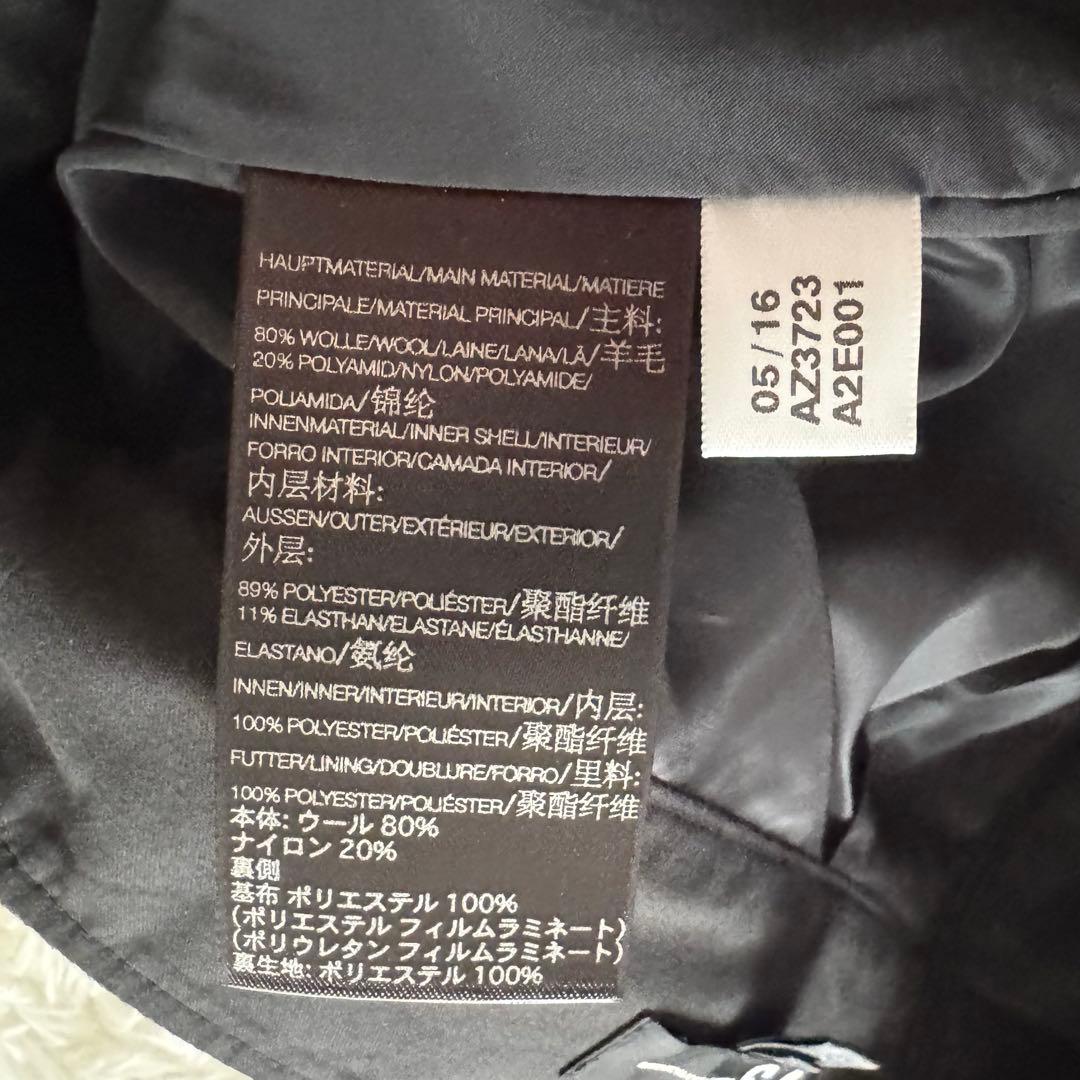 HAUPTMATERIAL/MAIN MATERIAL/MATIERE
PRINCIPALE/MATERIAL PRINCIPAL/主料:
80% WOLLE/WOOL/LAINE/LANA/LÃ/羊毛
20% POLYAMID/NYLON/POLYAMIDE/
POLIAMIDA/锦纶
INNENMATERIAL/INNER SHELL/INTERIEUR/
FORRO INTERIOR/CAMADA INTERIOR/
内层材料:
AUSSEN/OUTER/EXTÉRIEUR/EXTERIOR/
外层:
89% POLYESTER/POLIÉSTER/聚酯纤维
11% ELASTHAN/ELASTANE/ÉLASTHANNE/
ELASTANO/氨纶
INNEN/INNER/INTERIEUR/INTERIOR/内层:
100% POLYESTER/POLIÉSTER/聚酯纤维
FUTTER/LINING/DOUBLURE/FORRO/里料:
100% POLYESTER/POLIÉSTER/聚酯纤维
本体: ウール 80%
ナイロン 20%
裏側
基布 ポリエステル 100%
(ポリエステル フィルムラミネート)
(ポリウレタン フィルムラミネート)
裏生地: ポリエステル 100%
05/16
AZ3723
A2E001